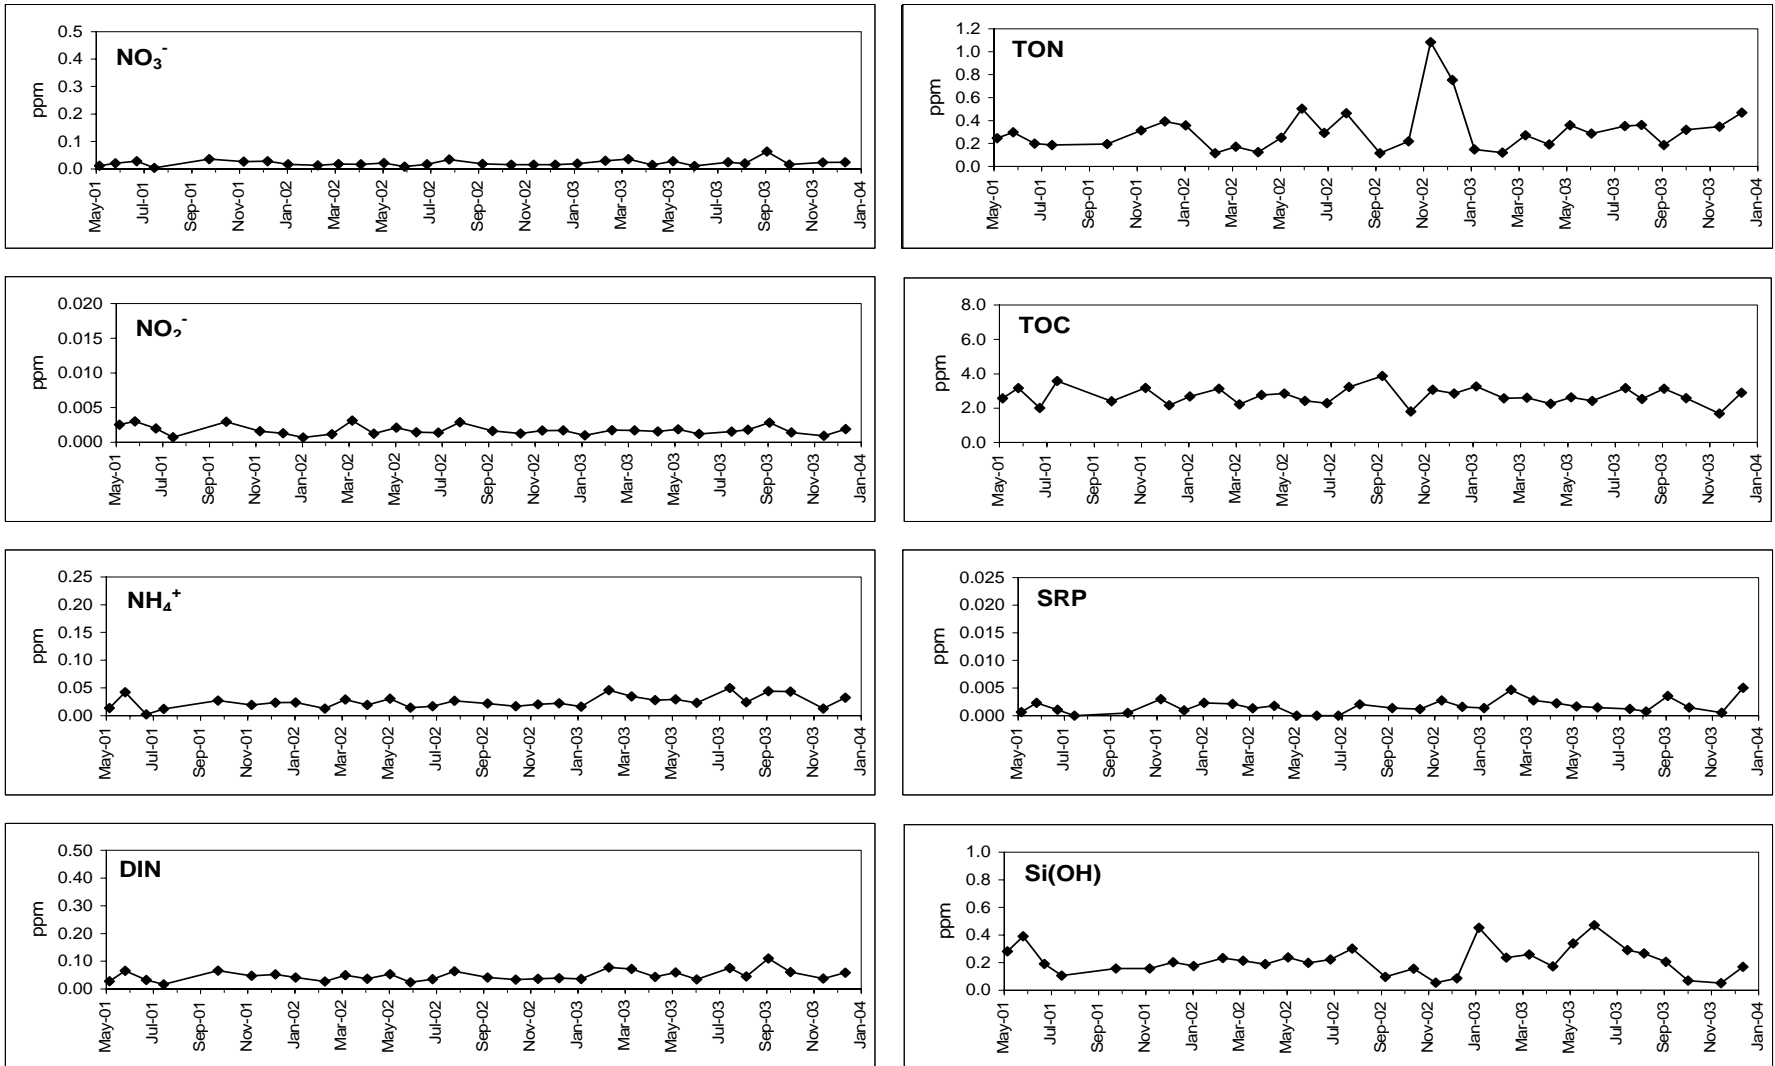 NO3-
ppm
0.5
0.4
0.3
0.2
0.1
0.0
May-01 Jul-01 Sep-01 Nov-01 Jan-02 Mar-02 May-02 Jul-02 Sep-02 Nov-02 Jan-03 Mar-03 May-03 Jul-03 Sep-03 Nov-03 Jan-04
TON
ppm
1.2
1.0
0.8
0.6
0.4
0.2
0.0
May-01 Jul-01 Sep-01 Nov-01 Jan-02 Mar-02 May-02 Jul-02 Sep-02 Nov-02 Jan-03 Mar-03 May-03 Jul-03 Sep-03 Nov-03 Jan-04
NO2-
ppm
0.020
0.015
0.010
0.005
0.000
May-01 Jul-01 Sep-01 Nov-01 Jan-02 Mar-02 May-02 Jul-02 Sep-02 Nov-02 Jan-03 Mar-03 May-03 Jul-03 Sep-03 Nov-03 Jan-04
TOC
ppm
8.0
6.0
4.0
2.0
0.0
May-01 Jul-01 Sep-01 Nov-01 Jan-02 Mar-02 May-02 Jul-02 Sep-02 Nov-02 Jan-03 Mar-03 May-03 Jul-03 Sep-03 Nov-03 Jan-04
NH4+
ppm
0.25
0.20
0.15
0.10
0.05
0.00
May-01 Jul-01 Sep-01 Nov-01 Jan-02 Mar-02 May-02 Jul-02 Sep-02 Nov-02 Jan-03 Mar-03 May-03 Jul-03 Sep-03 Nov-03 Jan-04
SRP
ppm
0.025
0.020
0.015
0.010
0.005
0.000
May-01 Jul-01 Sep-01 Nov-01 Jan-02 Mar-02 May-02 Jul-02 Sep-02 Nov-02 Jan-03 Mar-03 May-03 Jul-03 Sep-03 Nov-03 Jan-04
DIN
ppm
0.50
0.40
0.30
0.20
0.10
0.00
May-01 Jul-01 Sep-01 Nov-01 Jan-02 Mar-02 May-02 Jul-02 Sep-02 Nov-02 Jan-03 Mar-03 May-03 Jul-03 Sep-03 Nov-03 Jan-04
Si(OH)
ppm
1.0
0.8
0.6
0.4
0.2
0.0
May-01 Jul-01 Sep-01 Nov-01 Jan-02 Mar-02 May-02 Jul-02 Sep-02 Nov-02 Jan-03 Mar-03 May-03 Jul-03 Sep-03 Nov-03 Jan-04